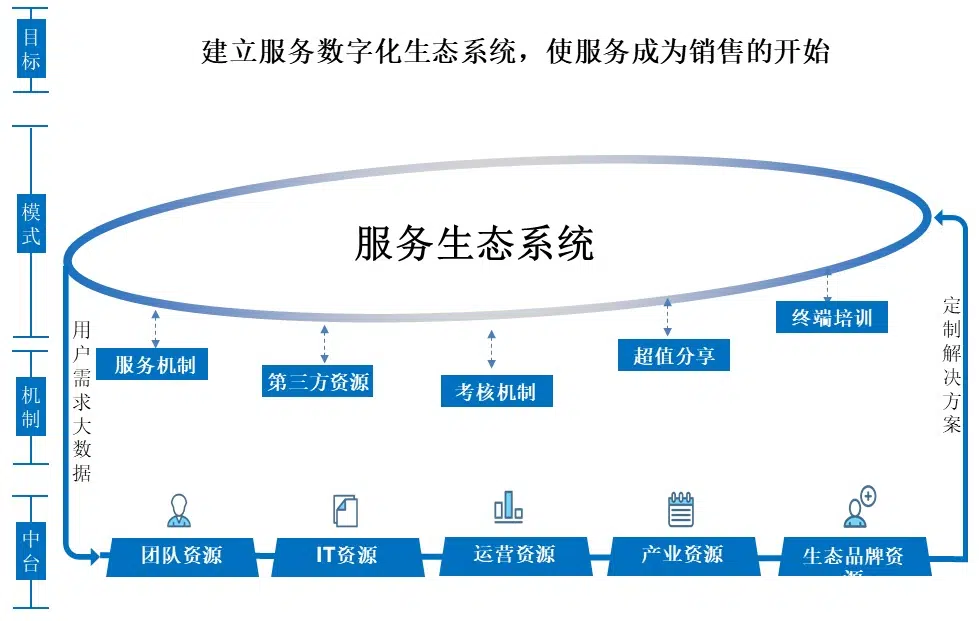 目标
建立服务数字化生态系统，使服务成为销售的开始
模式
服务生态系统
用户需求大数据
定制解决方案
机制
服务机制
第三方资源
考核机制
超值分享
终端培训
中台
团队资源
IT资源
运营资源
产业资源
生态品牌资
源